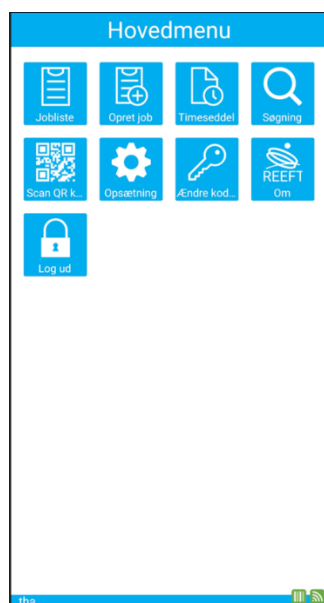 Hovedmenu
Jobliste
Opret job
Timeseddel
Søgning
Scan QR k...
Opsætning
Ændre kod...
REEFT
Om
Log ud
tha